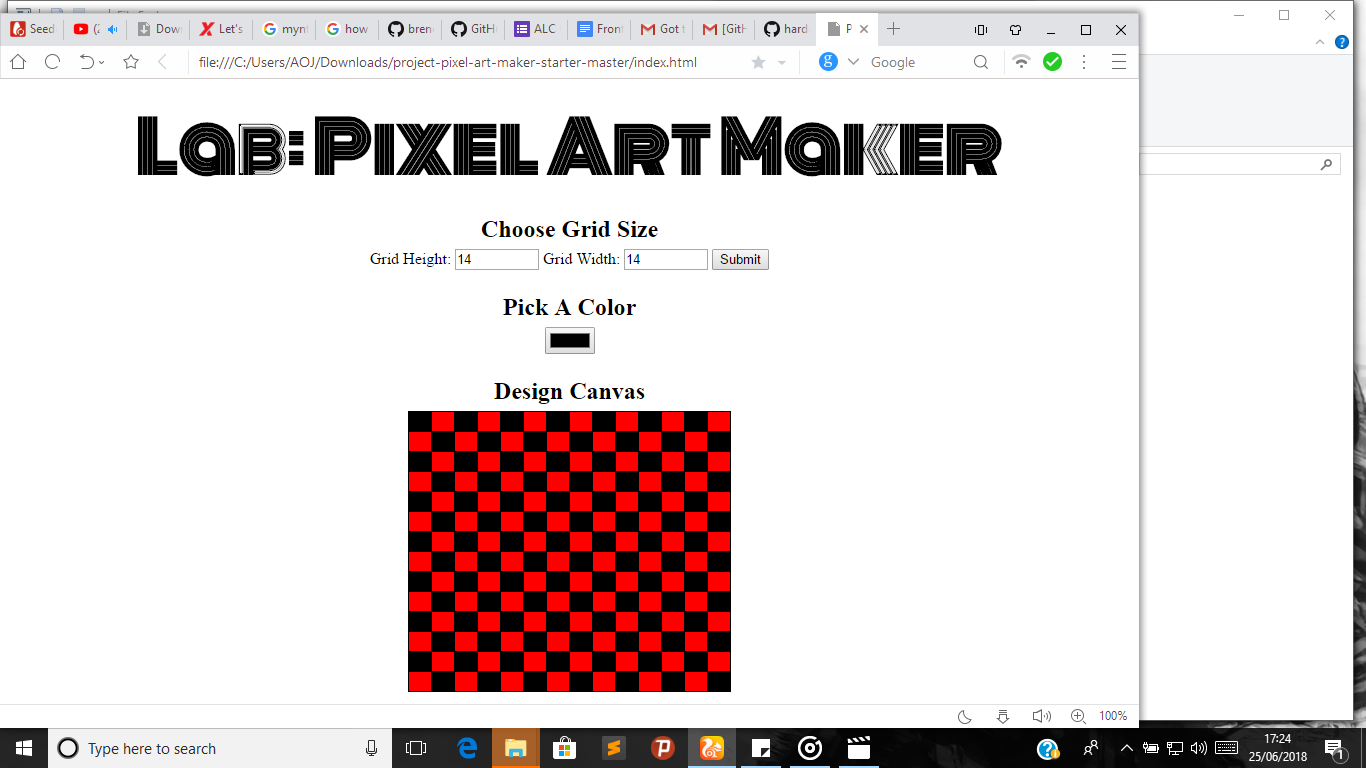 Seed
(2
Down
Let's
mynt
how
bren
GitH
ALC
Front
Got t
[GitH
hard
P
file:///C:/Users/AOJ/Downloads/project-pixel-art-maker-starter-master/index.html
Google
Lab: Pixel Art Maker
Choose Grid Size
Grid Height: 14 Grid Width: 14 Submit
Pick A Color
Design Canvas
100%
Type here to search
17:24
25/06/2018
1